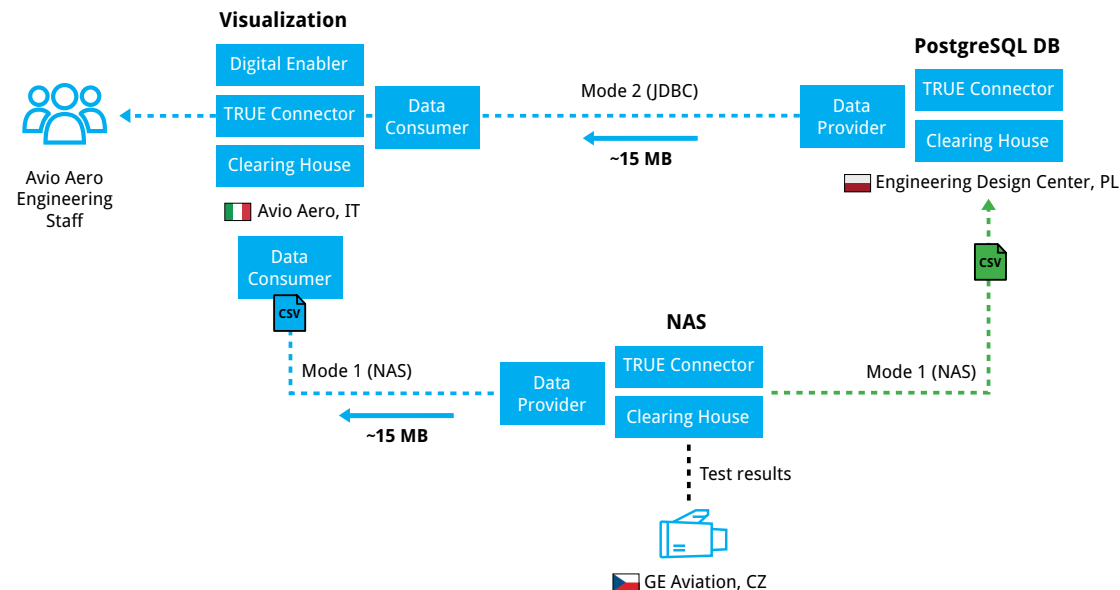 Visualization
Digital Enabler
TRUE Connector
Clearing House
Data
Consumer
Avio Aero, IT
Avio Aero
Engineering
Staff
Mode 2 (JDBC)
~15 MB
PostgreSQL DB
Data
Provider
TRUE Connector
Clearing House
Engineering Design Center, PL
Data
Consumer
CSV
Mode 1 (NAS)
~15 MB
NAS
Data
Provider
TRUE Connector
Clearing House
Mode 1 (NAS)
CSV
Test results
GE Aviation, CZ